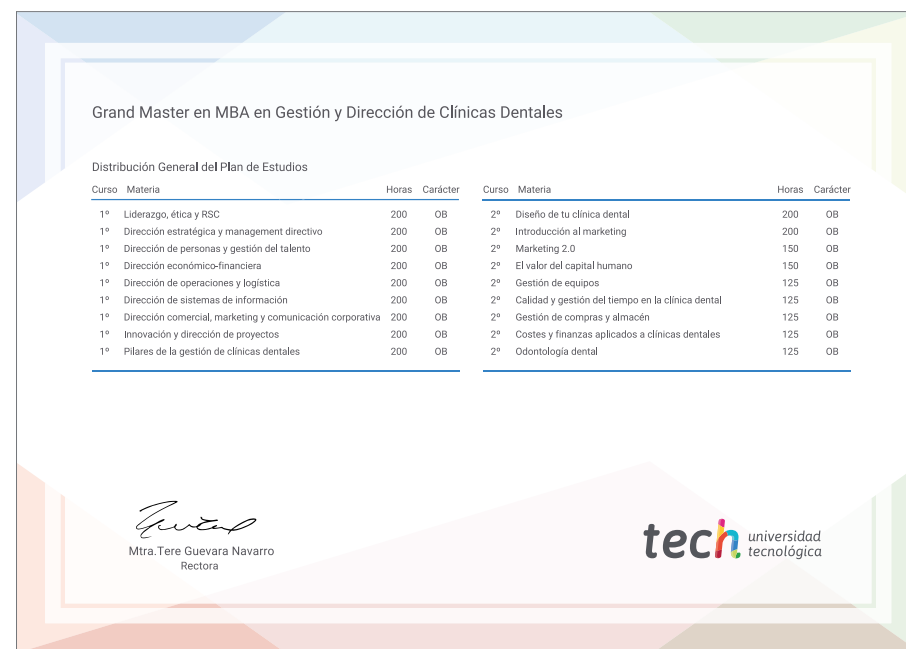 Grand Master en MBA en Gestión y Dirección de Clínicas Dentales
Distribución General del Plan de Estudios
Curso Materia Horas Carácter
1º Liderazgo, ética y RSC 200 OB
1º Dirección estratégica y management directivo 200 OB
1º Dirección de personas y gestión del talento 200 OB
1º Dirección económico-financiera 200 OB
1º Dirección de operaciones y logística 200 OB
1º Dirección de sistemas de información 200 OB
1º Dirección comercial, marketing y comunicación corporativa 200 OB
1º Innovación y dirección de proyectos 200 OB
1º Pilares de la gestión de clínicas dentales 200 OB
Curso Materia Horas Carácter
2º Diseño de tu clínica dental 200 OB
2º Introducción al marketing 200 OB
2º Marketing 2.0 150 OB
2º El valor del capital humano 150 OB
2º Gestión de equipos 125 OB
2º Calidad y gestión del tiempo en la clínica dental 125 OB
2º Gestión de compras y almacén 125 OB
2º Costes y finanzas aplicados a clínicas dentales 125 OB
2º Odontología dental 125 OB
Mtra.Tere Guevara Navarro
Rectora
tech universidad
tecnológica